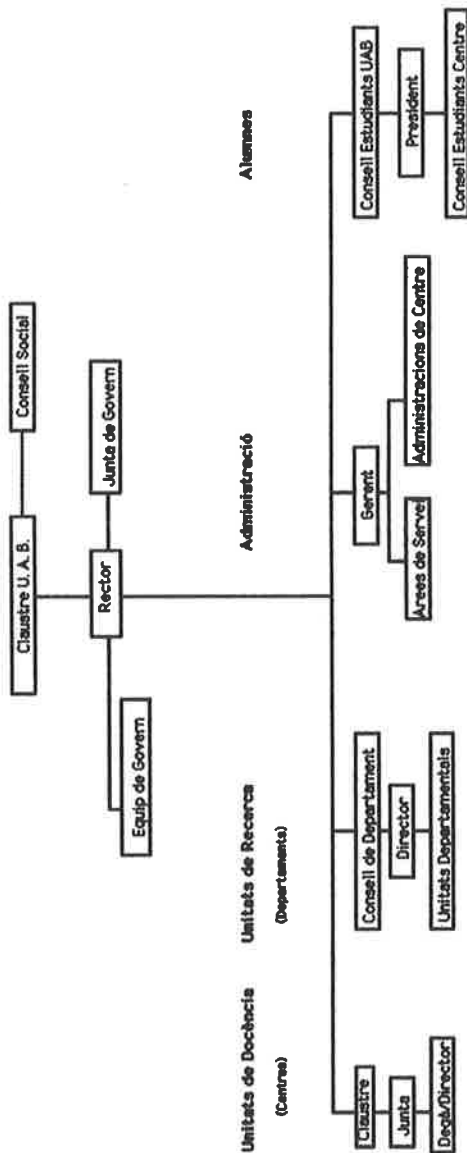 Claustre U. A. B.
Consell Social
Rector
Junta de Govern
Equip de Govern
Unitats de Docència
(Centres)
Unitats de Recerca
(Departaments)
Administració
Alumnes
Claustre
Junta
Degà/Director
Consell de Departament
Director
Unitats Departamentals
Gerent
Àrees de Servei
Administracions de Centre
Consell Estudiants UAB
President
Consell Estudiants Centre